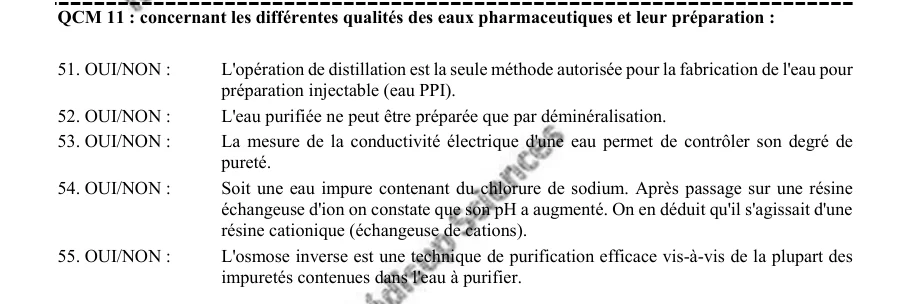 QCM 11 : concernant les différentes qualités des eaux pharmaceutiques et leur préparation :
51. OUI/NON : L'opération de distillation est la seule méthode autorisée pour la fabrication de l'eau pour
préparation injectable (eau PPI).
52. OUI/NON : L'eau purifiée ne peut être préparée que par déminéralisation.
53. OUI/NON : La mesure de la conductivité électrique d'une eau permet de contrôler son degré de
pureté.
54. OUI/NON : Soit une eau impure contenant du chlorure de sodium. Après passage sur une résine
échangeuse d'ion on constate que son pH a augmenté. On en déduit qu'il s'agissait d'une
résine cationique (échangeuse de cations).
55. OUI/NON : L'osmose inverse est une technique de purification efficace vis-à-vis de la plupart des
impuretés contenues dans l'eau à purifier.
Sciences